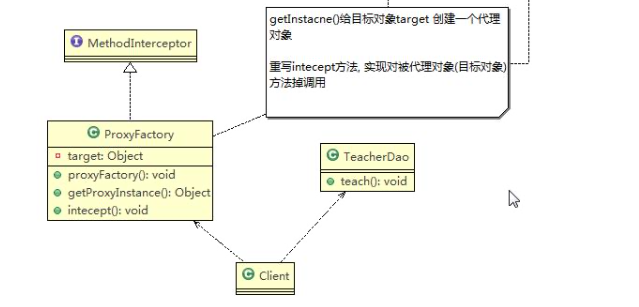 getInstacne()给目标对象target 创建一个代理
对象
重写intecept方法, 实现对被代理对象(目标对象)
方法掉调用
MethodInterceptor
ProxyFactory
target: Object
proxyFactory(): void
getProxyInstance(): Object
intecept(): void
TeacherDao
teach(): void
Client